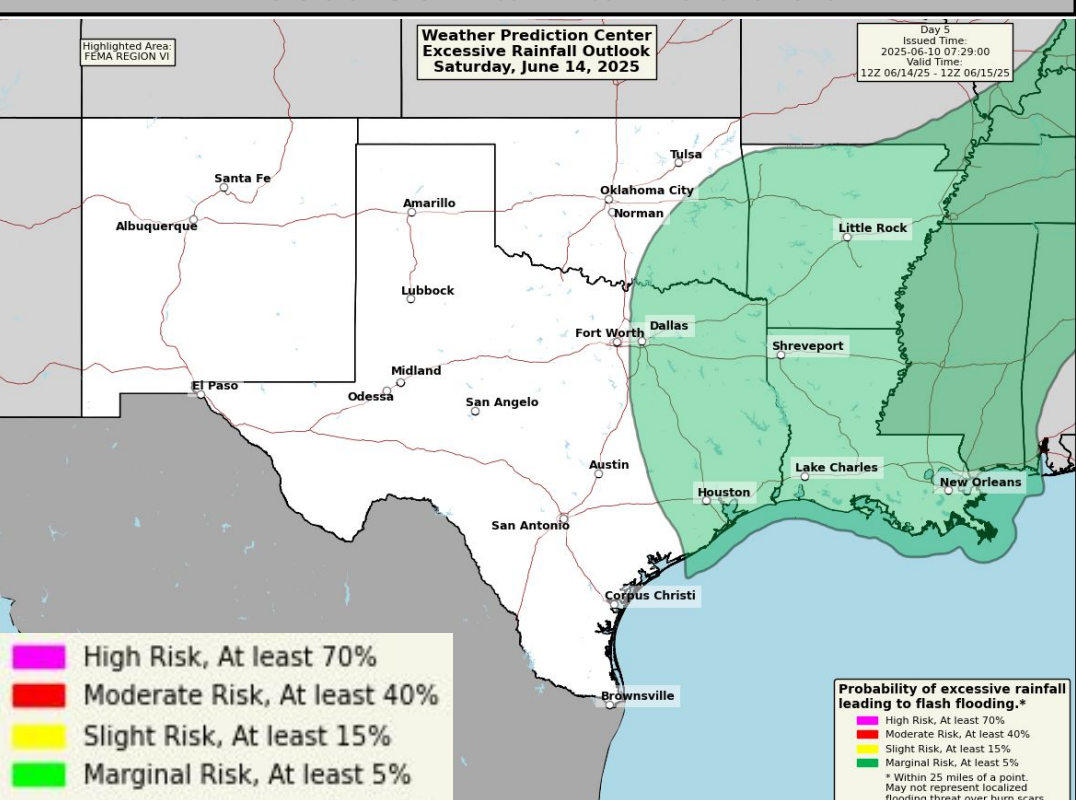 Highlighted Area:
FEMA REGION VI
Weather Prediction Center
Excessive Rainfall Outlook
Saturday, June 14, 2025
Day 5
Issued Time:
2025-06-10 07:29:00
Valid Time:
12Z 06/14/25 - 12Z 06/15/25
Tulsa
Santa Fe
Oklahoma City
Amarillo
Norman
Albuquerque
Little Rock
Lubbock
Fort Worth
Dallas
Shreveport
Midland
El Paso
Odessa
San Angelo
Austin
Lake Charles
New Orleans
Houston
San Antonio
Corpus Christi
Brownsville
High Risk, At least 70%
Moderate Risk, At least 40%
Slight Risk, At least 15%
Marginal Risk, At least 5%
Probability of excessive rainfall
leading to flash flooding.*
High Risk, At least 70%
Moderate Risk, At least 40%
Slight Risk, At least 15%
Marginal Risk, At least 5%
* Within 25 miles of a point.
May not represent localized
flooding threat over burn scars